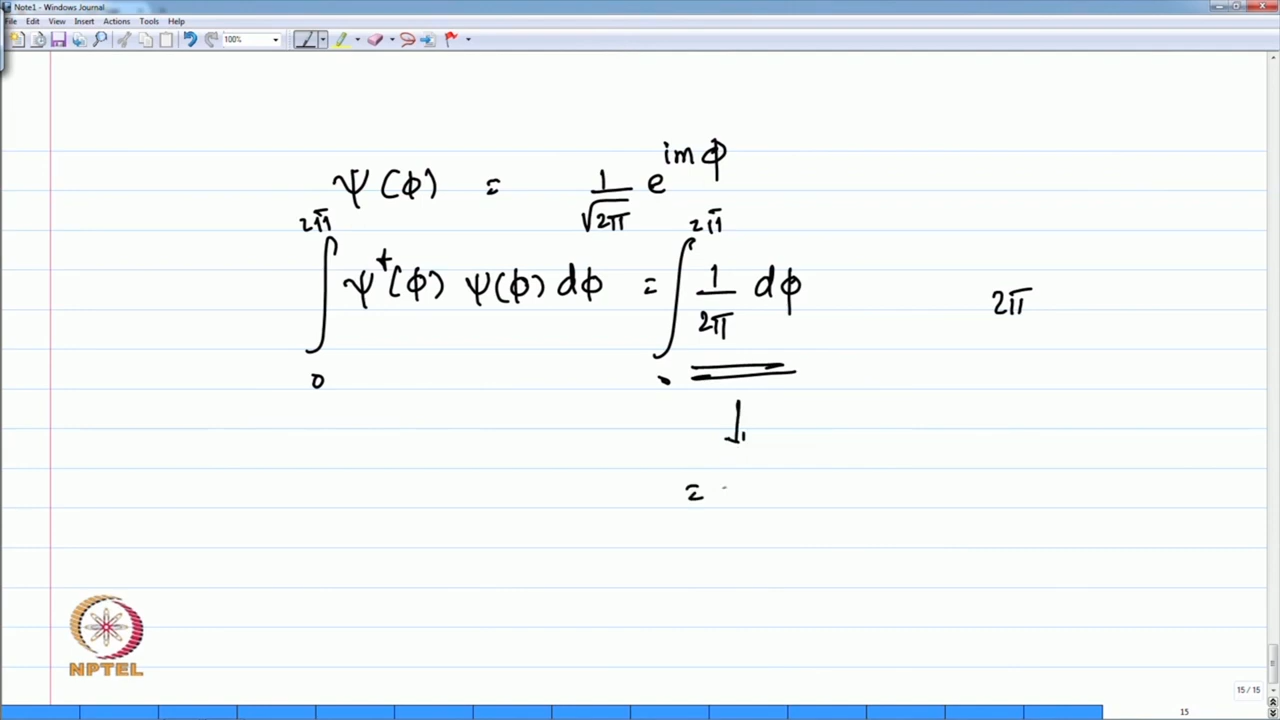 Note1 - Windows Journal
File Edit View Insert Actions Tools Help
100%
ψ(φ) = 1/√2π e^imφ
∫₀^2π ψ⁺(φ) ψ(φ) dφ = ∫₀^2π 1/2π dφ
2π
=
NPTEL
15 / 15
15